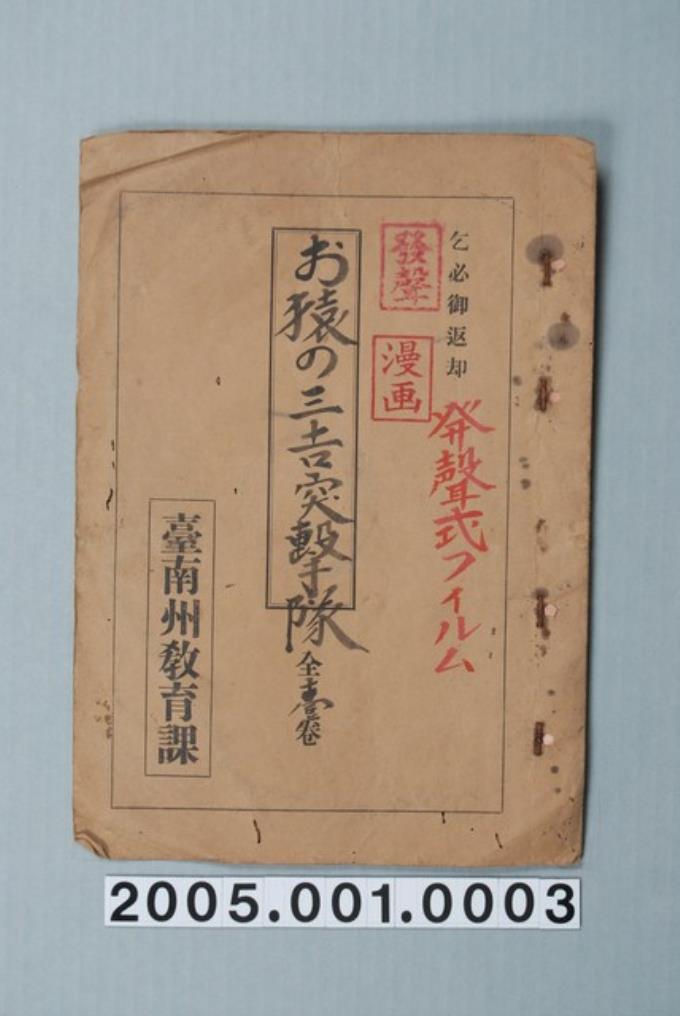 乞必御返却
発聲式フィルム
發聲
漫画
お猿の三吉突撃隊
全壹卷
臺南州教育課
2005.001.0003